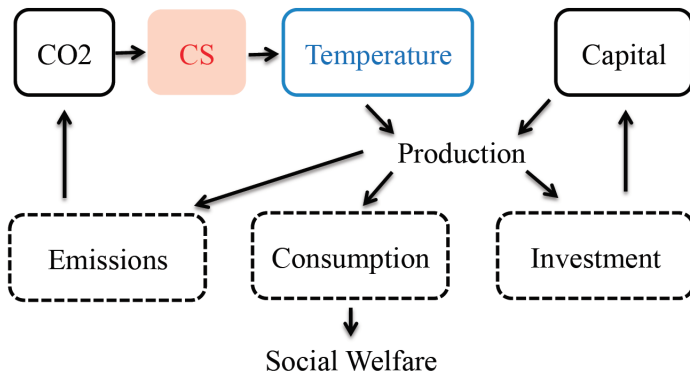 CO2
CS
Temperature
Capital
Production
Emissions
Consumption
Investment
Social Welfare